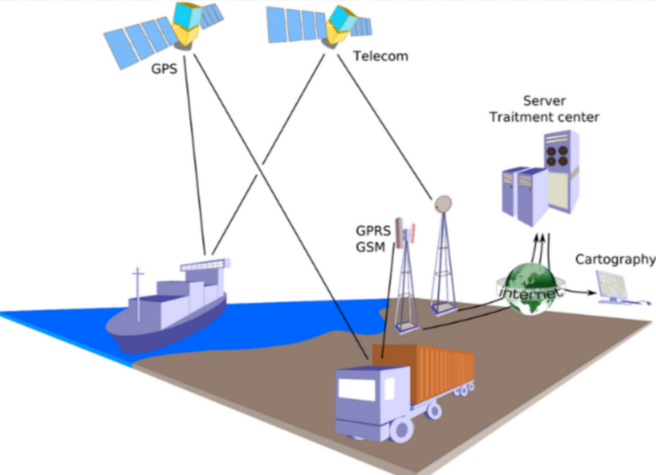 GPS
Telecom
Server
Traitment center
GPRS
GSM
Cartography
internet